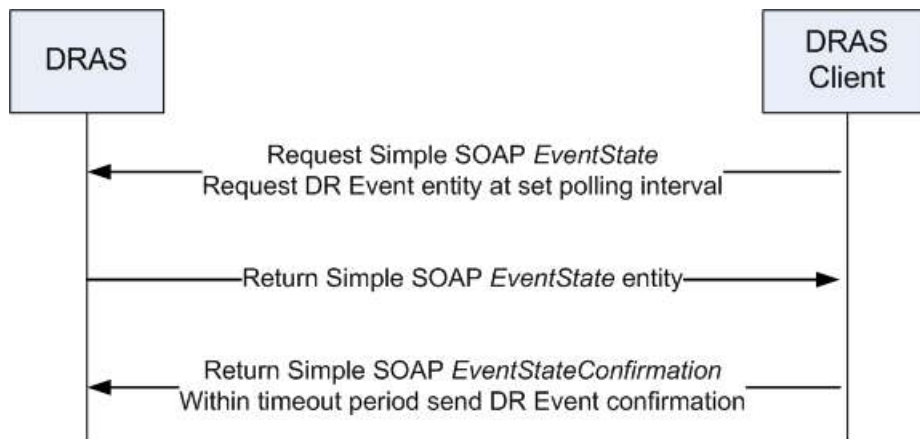 DRAS
DRAS
Client
Request Simple SOAP EventState
Request DR Event entity at set polling interval
Return Simple SOAP EventState entity
Return Simple SOAP EventStateConfirmation
Within timeout period send DR Event confirmation